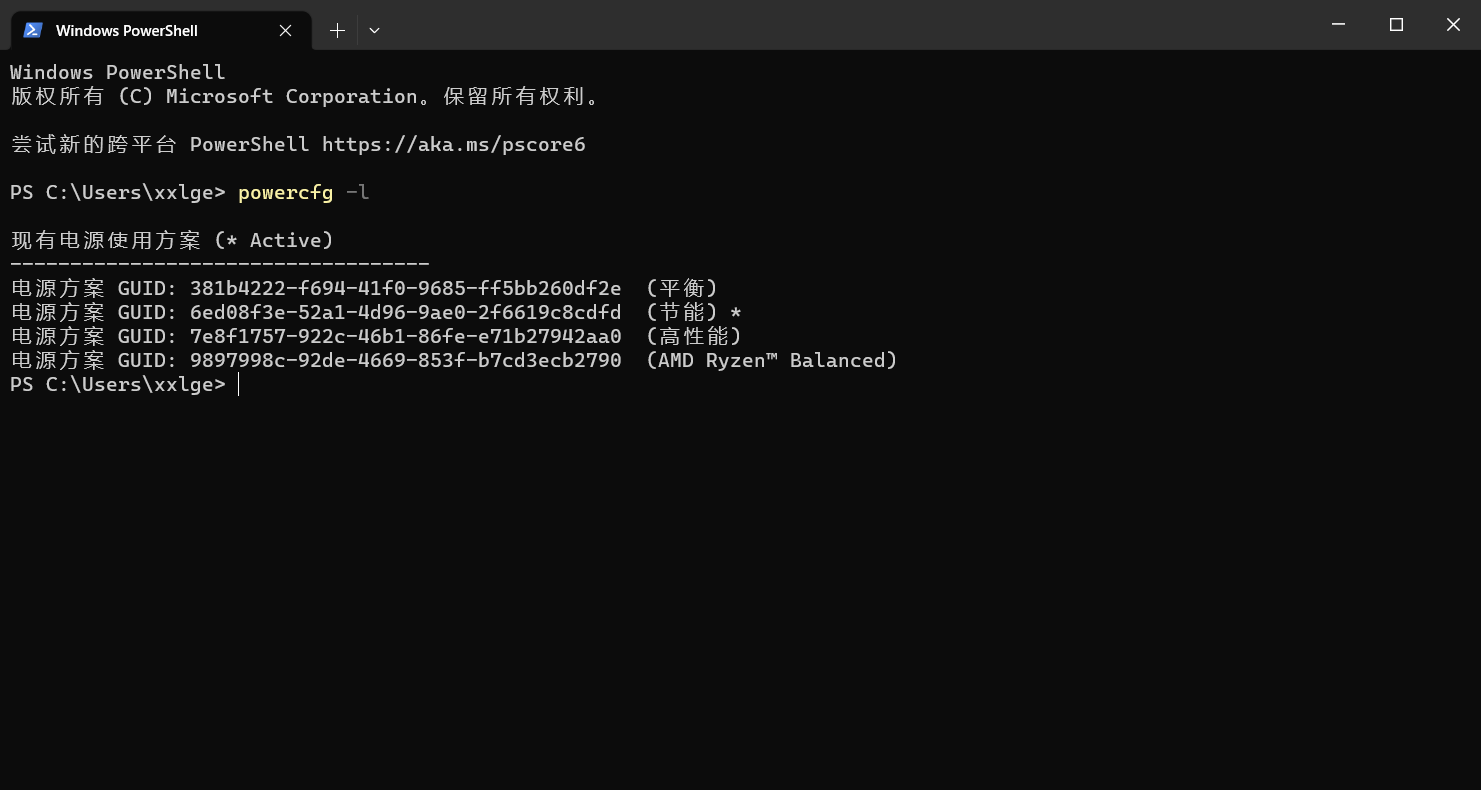 Windows PowerShell
Windows PowerShell
版权所有 (C) Microsoft Corporation。保留所有权利。
尝试新的跨平台 PowerShell https://aka.ms/pscore6
PS C:\Users\xxlge> powercfg -l
现有电源使用方案 (* Active)
-----------------------------------
电源方案 GUID: 381b4222-f694-41f0-9685-ff5bb260df2e  (平衡)
电源方案 GUID: 6ed08f3e-52a1-4d96-9ae0-2f6619c8cdfd  (节能) *
电源方案 GUID: 7e8f1757-922c-46b1-86fe-e71b27942aa0  (高性能)
电源方案 GUID: 9897998c-92de-4669-853f-b7cd3ecb2790  (AMD Ryzen™ Balanced)
PS C:\Users\xxlge>